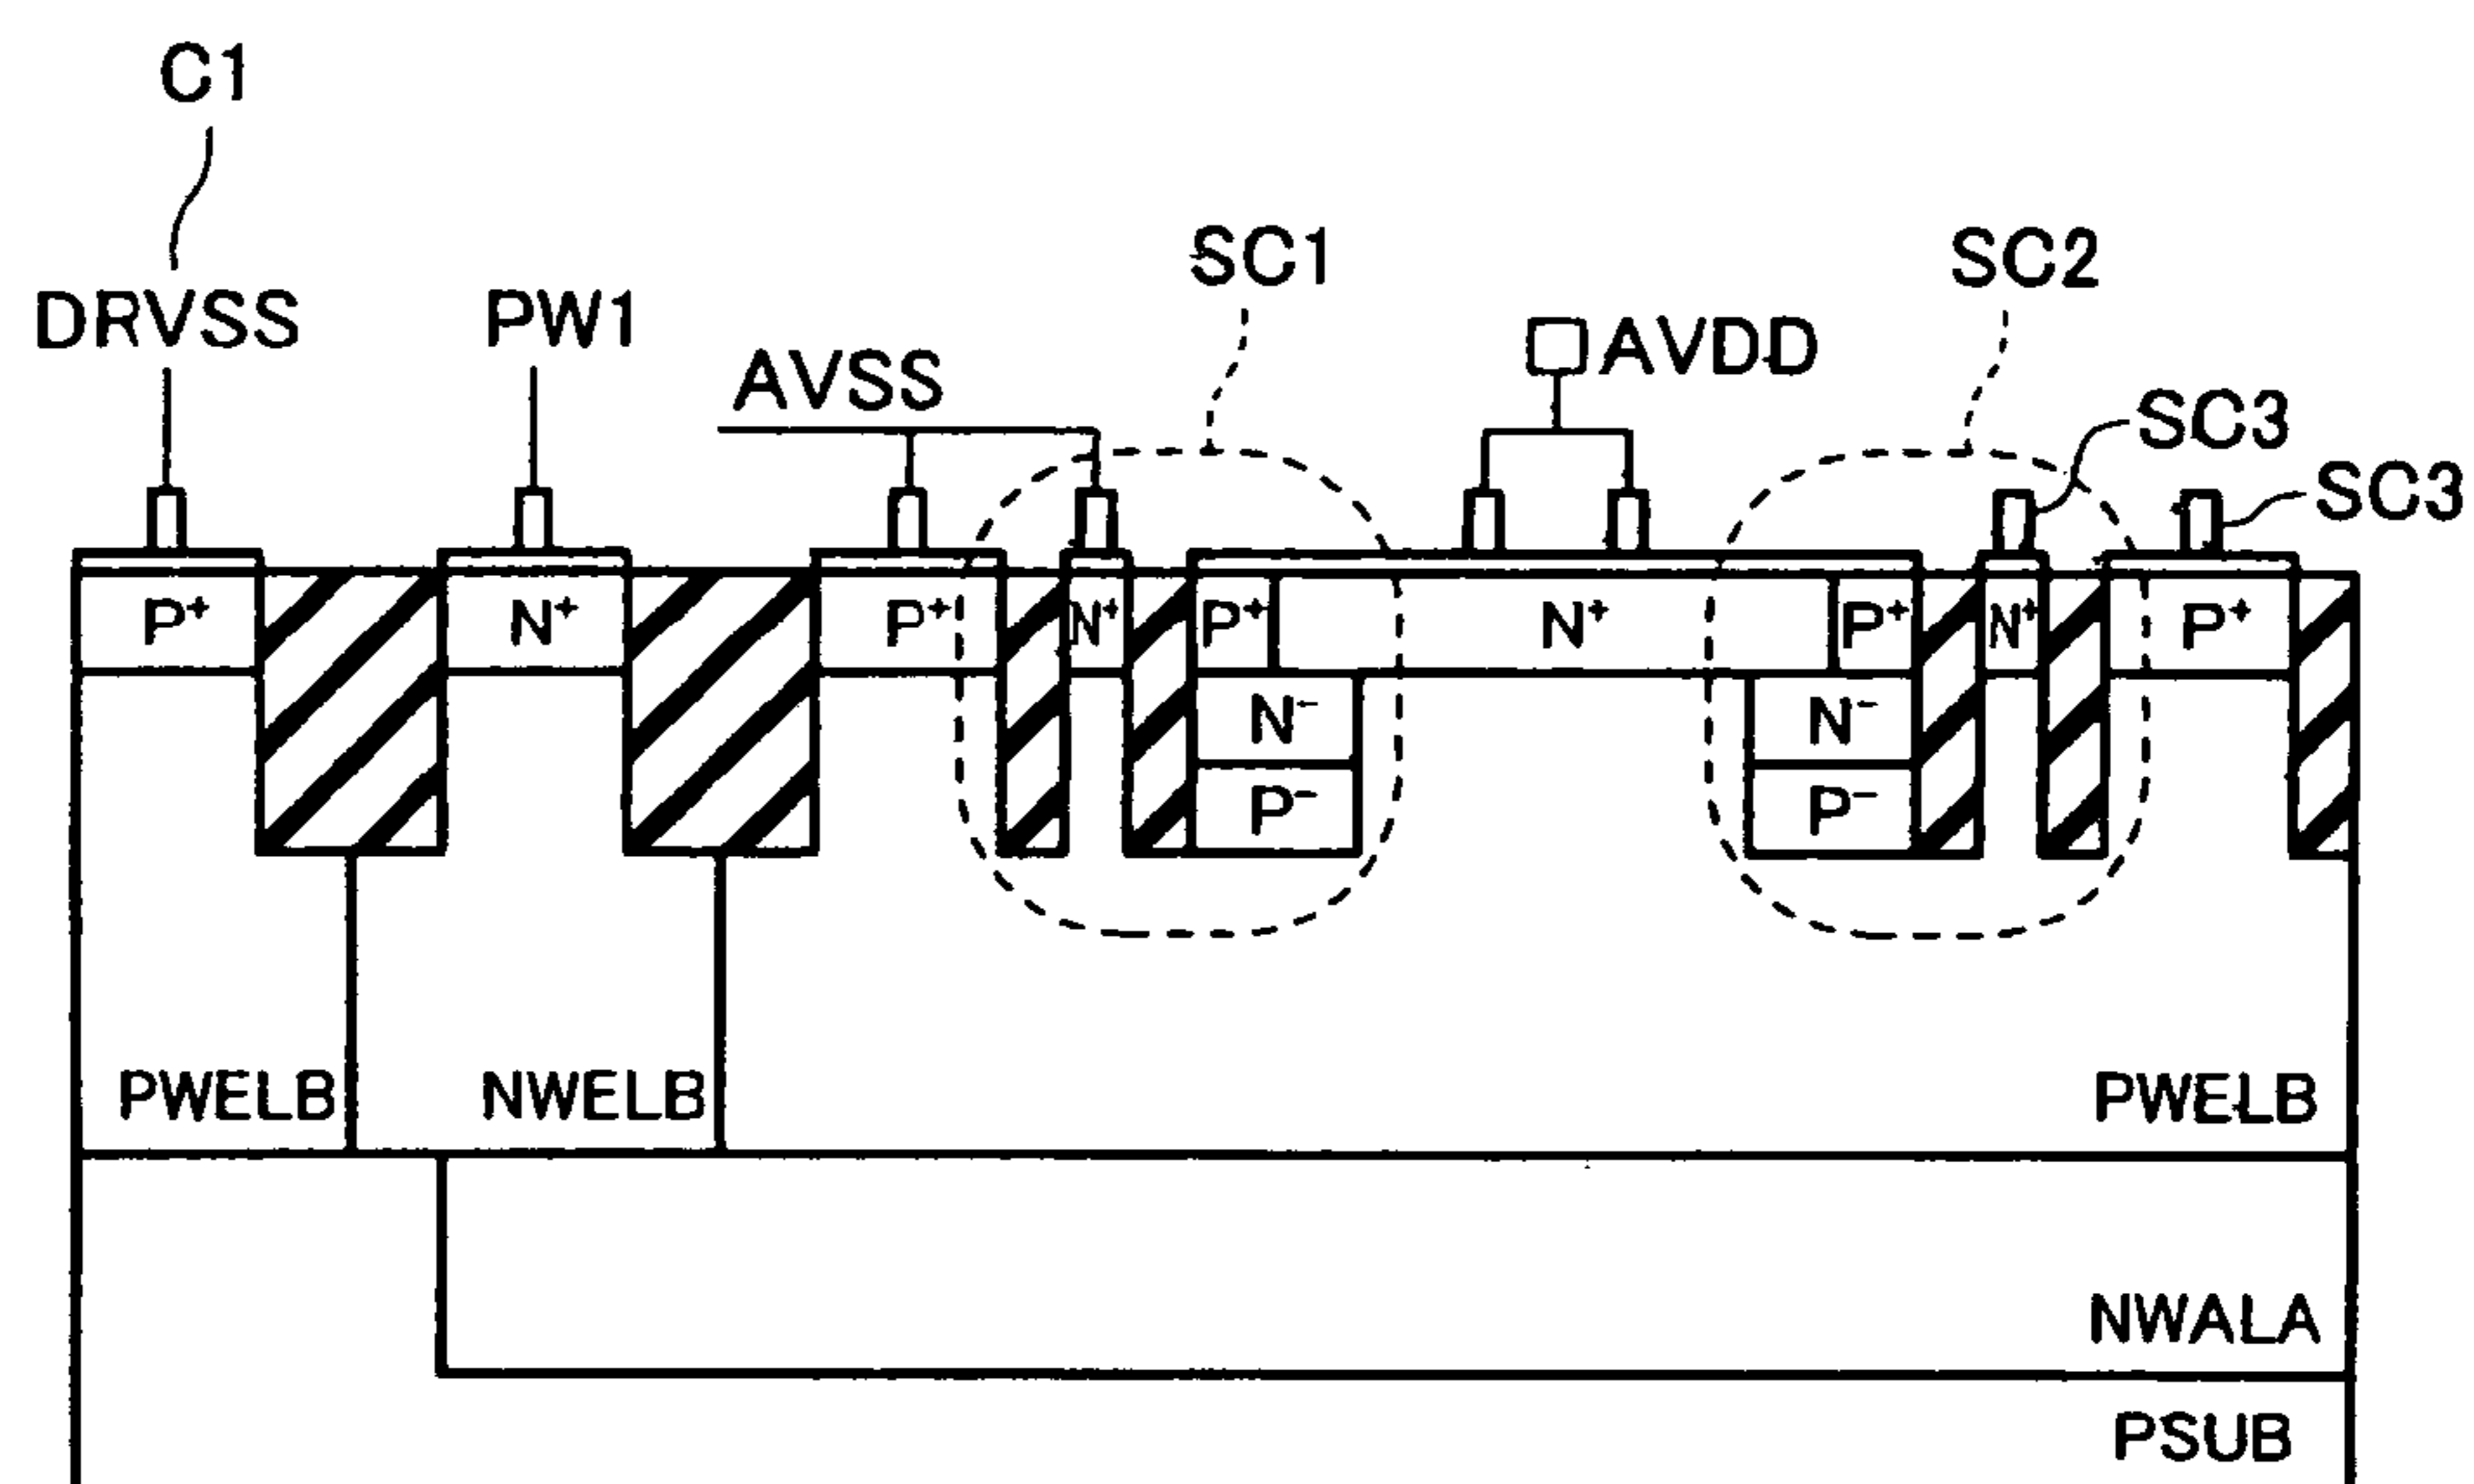 C1
SC1
SC2
DRVSS
PW1
AVSS
AVDD
SC3
SC3
P+
N+
P+
N+
P+
N+
P+
N+
P+
N-
N-
P-
P-
PWELB
NWELB
PWELB
NWALA
PSUB